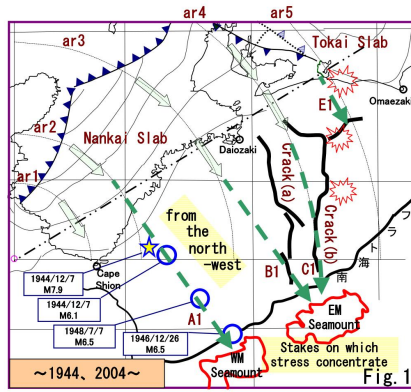 ar4
ar5
ar3
Tokai Slab
Omaezaki
E1
ar2
Nankai Slab
Daiozaki
ar1
Crack(a)
from
the
north
-west
Crack(b)
フラト
南海
1944/12/7
M7.9
Cape
Shion
B1
C1
1944/12/7
M6.1
1948/7/7
M6.5
A1
1946/12/26
M6.5
EM
Seamount
WM
Seamount
Stakes on which
stress concentrate
～1944、2004～
Fig.1